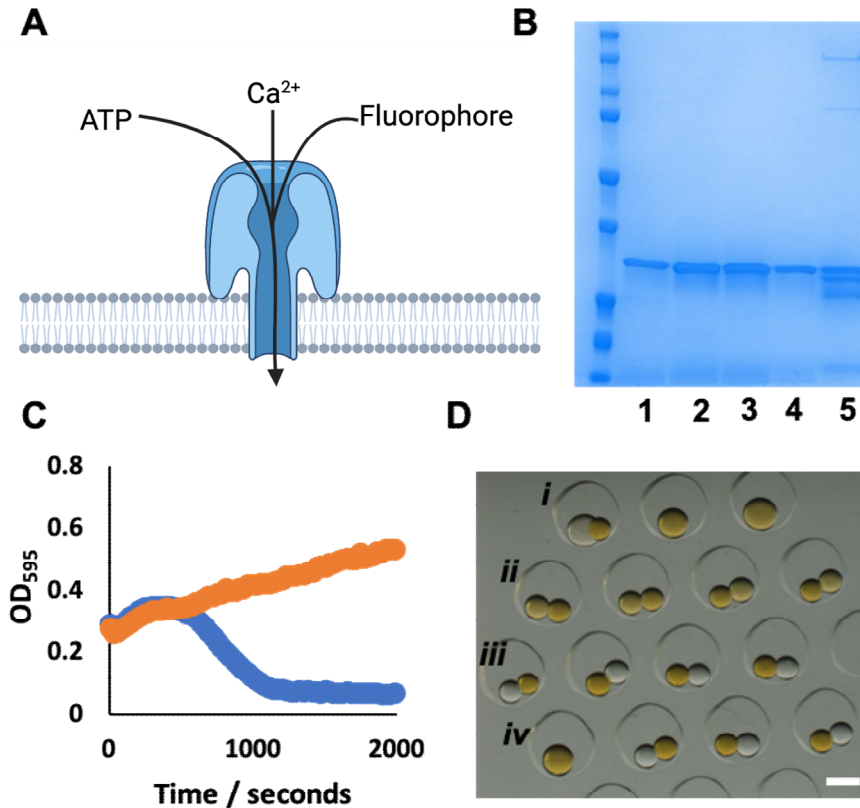 A
B
Ca²⁺
ATP
Fluorophore
1 2 3 4 5
C
D
0.8
0.6
0.4
0.2
0
OD₅₉₅
0 1000 2000
Time / seconds
i
ii
iii
iv